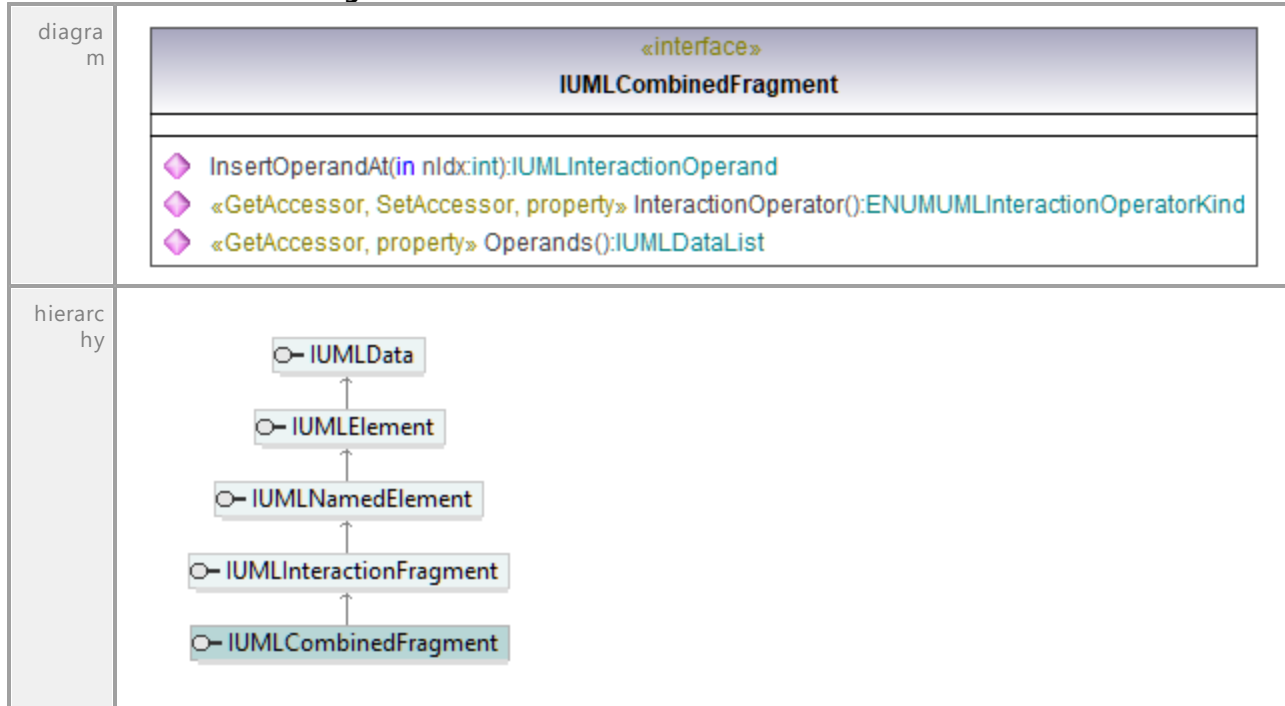 diagra
m
«interface»
IUMLCombinedFragment
InsertOperandAt(in nIdx:int):IUMLInteractionOperand
«GetAccessor, SetAccessor, property» InteractionOperator():ENUMUMLInteractionOperatorKind
«GetAccessor, property» Operands():IUMLDataList
hierarc
hy
IUMLData
IUMLElement
IUMLNamedElement
IUMLInteractionFragment
IUMLCombinedFragment